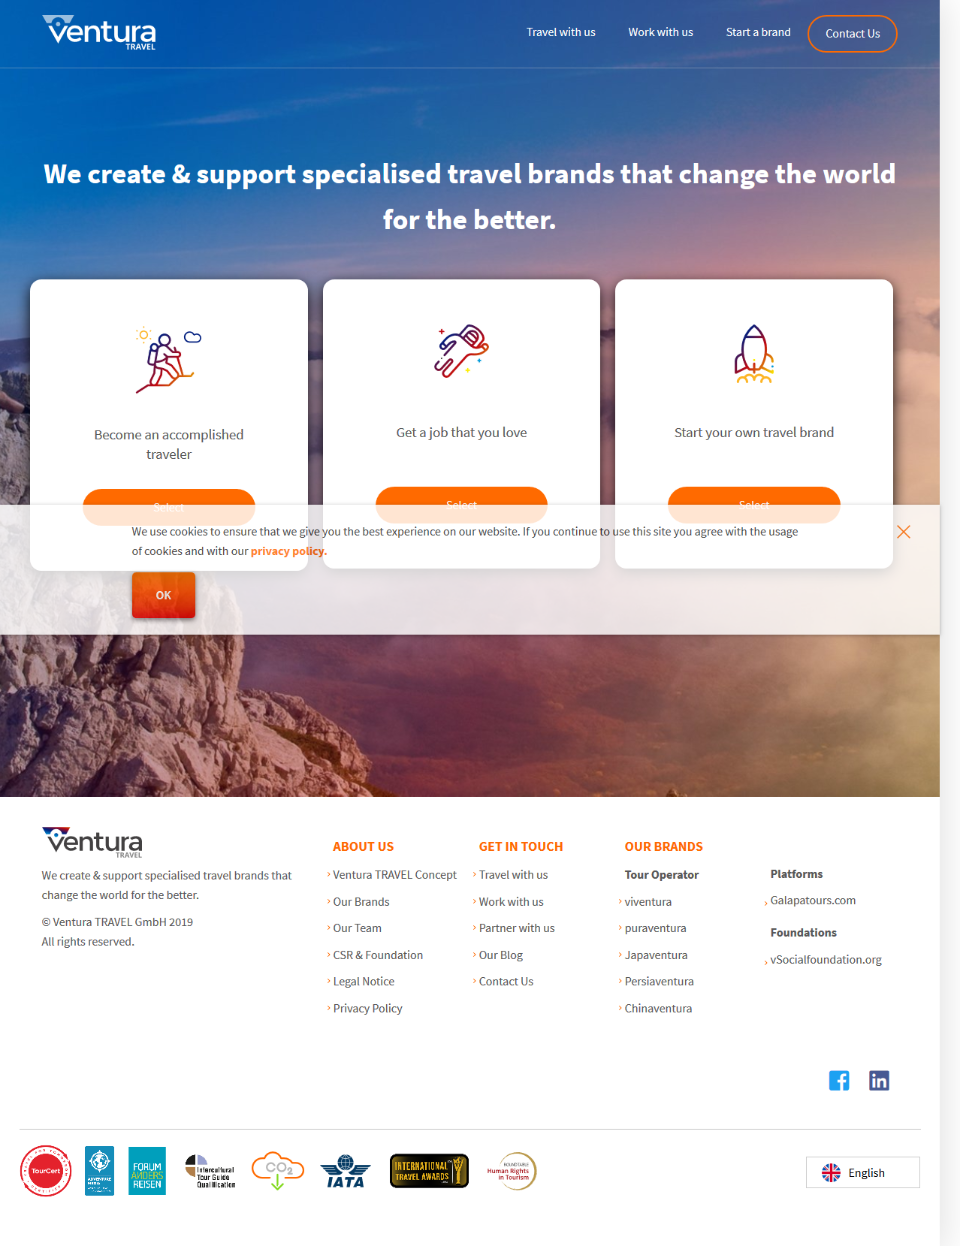 Ventura
TRAVEL
Travel with us
Work with us
Start a brand
Contact Us
We create & support specialised travel brands that change the world
for the better.
Become an accomplished
traveler
Select
Get a job that you love
Select
Start your own travel brand
Select
We use cookies to ensure that we give you the best experience on our website. If you continue to use this site you agree with the usage
of cookies and with our privacy policy.
OK
Ventura
TRAVEL
We create & support specialised travel brands that
change the world for the better.
© Ventura TRAVEL GmbH 2019
All rights reserved.
ABOUT US
Ventura TRAVEL Concept
Our Brands
Our Team
CSR & Foundation
Legal Notice
Privacy Policy
GET IN TOUCH
Travel with us
Work with us
Partner with us
Our Blog
Contact Us
OUR BRANDS
Tour Operator
viventura
puraventura
Japaventura
Persiaventura
Chinaventura
Platforms
Galapatours.com
Foundations
vSocialfoundation.org
TourCert
FORUM
ANDERS
REISEN
Intercultural
Tour Guide
Qualification
CO2
IATA
INTERNATIONAL
TRAVEL AWARDS
ROUNDTABLE
Human Rights
in Tourism
English